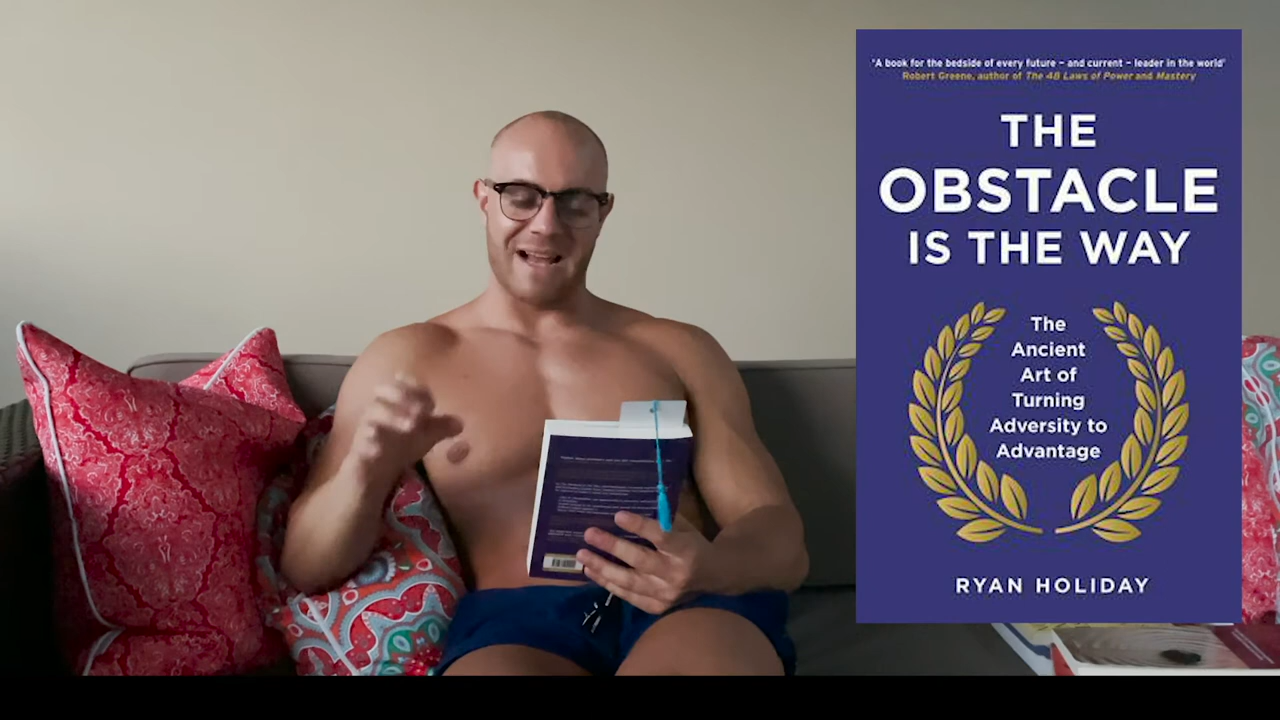 'A book for the bedside of every future – and current – leader in the world'
Robert Greene, author of The 48 Laws of Power and Mastery
THE
OBSTACLE
IS THE WAY
The
Ancient
Art of
Turning
Adversity to
Advantage
RYAN HOLIDAY